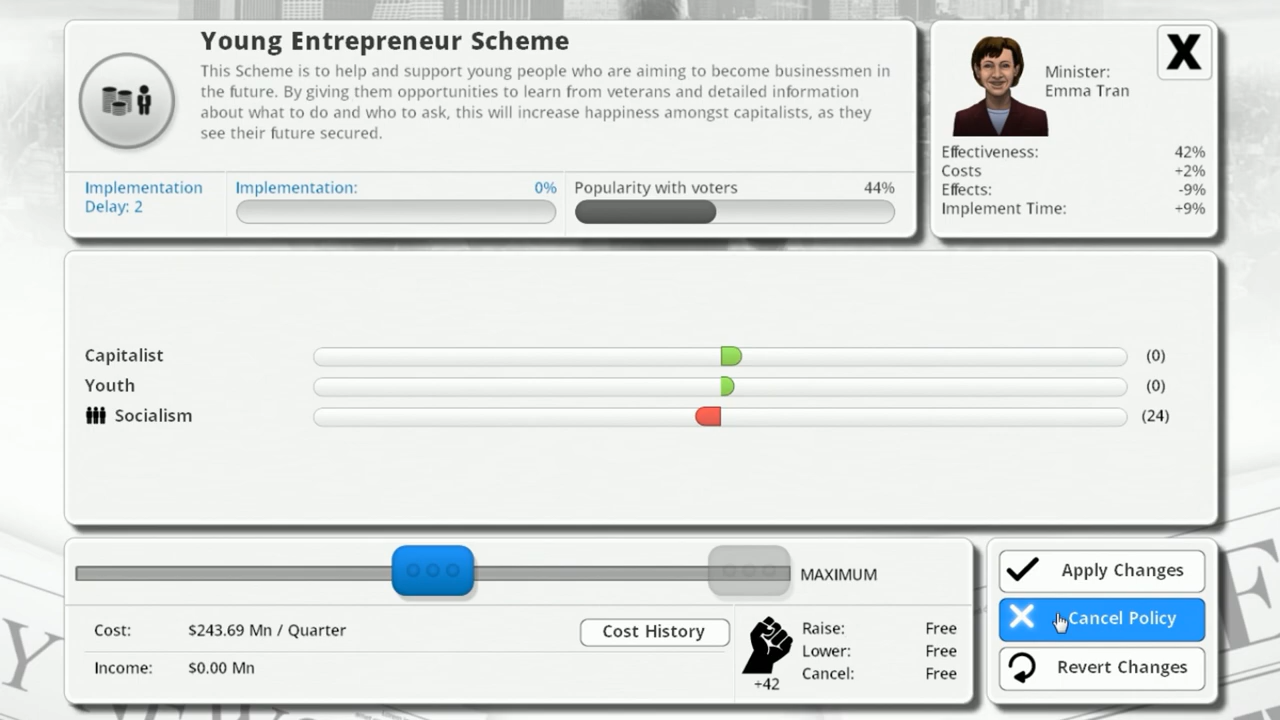 Young Entrepreneur Scheme
This Scheme is to help and support young people who are aiming to become businessmen in
the future. By giving them opportunities to learn from veterans and detailed information
about what to do and who to ask, this will increase happiness amongst capitalists, as they
see their future secured.
Implementation
Delay: 2
Implementation: 0%
Popularity with voters 44%
X
Minister:
Emma Tran
Effectiveness: 42%
Costs +2%
Effects: -9%
Implement Time: +9%
Capitalist (0)
Youth (0)
Socialism (24)
MAXIMUM
Cost: $243.69 Mn / Quarter
Income: $0.00 Mn
Cost History
+42
Raise: Free
Lower: Free
Cancel: Free
Apply Changes
Cancel Policy
Revert Changes